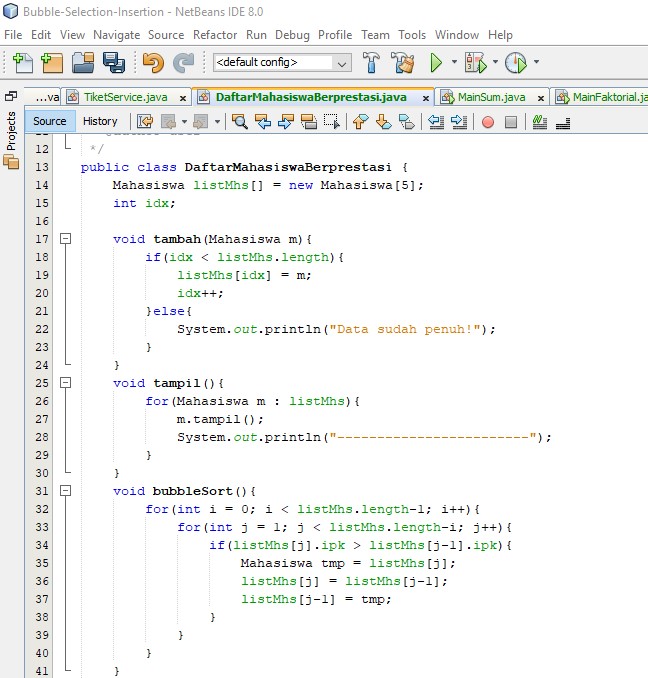 Bubble-Selection-Insertion - NetBeans IDE 8.0
File Edit View Navigate Source Refactor Run Debug Profile Team Tools Window Help
<default config>
...va TiketService.java x DaftarMahasiswaBerprestasi.java x MainSum.java x MainFaktorial.ja
Projects
Source History
12 */
13 public class DaftarMahasiswaBerprestasi {
14 Mahasiswa listMhs[] = new Mahasiswa[5];
15 int idx;
16
17 void tambah(Mahasiswa m){
18 if(idx < listMhs.length){
19 listMhs[idx] = m;
20 idx++;
21 }else{
22 System.out.println("Data sudah penuh!");
23 }
24 }
25 void tampil(){
26 for(Mahasiswa m : listMhs){
27 m.tampil();
28 System.out.println("------------------------");
29 }
30 }
31 void bubbleSort(){
32 for(int i = 0; i < listMhs.length-1; i++){
33 for(int j = 1; j < listMhs.length-i; j++){
34 if(listMhs[j].ipk > listMhs[j-1].ipk){
35 Mahasiswa tmp = listMhs[j];
36 listMhs[j] = listMhs[j-1];
37 listMhs[j-1] = tmp;
38 }
39 }
40 }
41 }